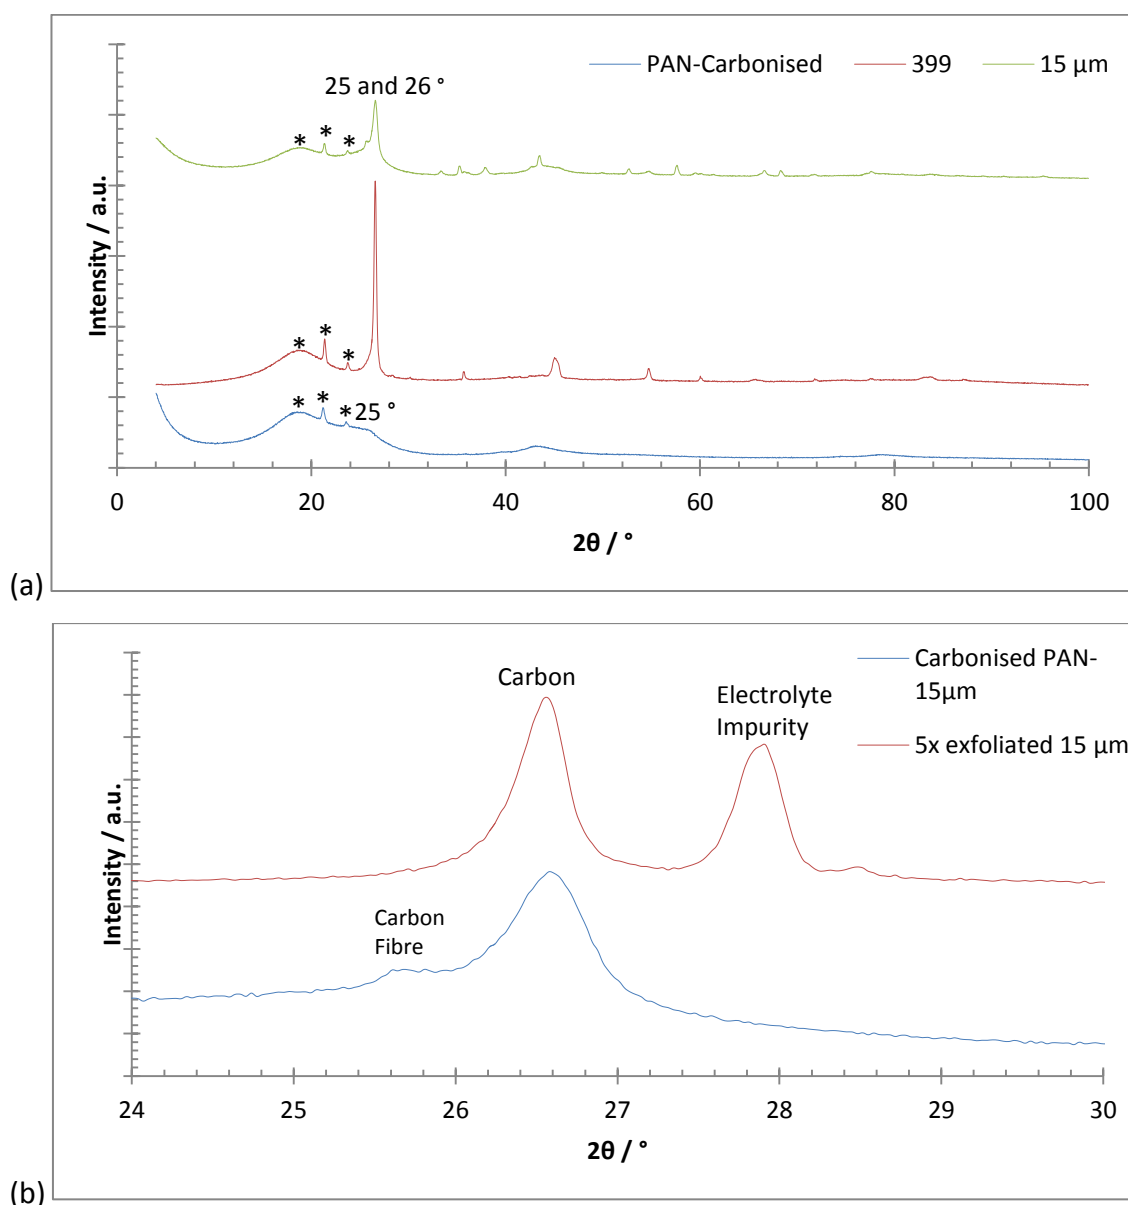 PAN-Carbonised 399 15 μm
25 and 26 °
* * *
* * *
* * * 25 °
Intensity / a.u.
0 20 40 60 80 100
2θ / °
(a)
Carbonised PAN-
15μm
5x exfoliated 15 μm
Carbon
Electrolyte
Impurity
Carbon
Fibre
Intensity / a.u.
24 25 26 27 28 29 30
2θ / °
(b)